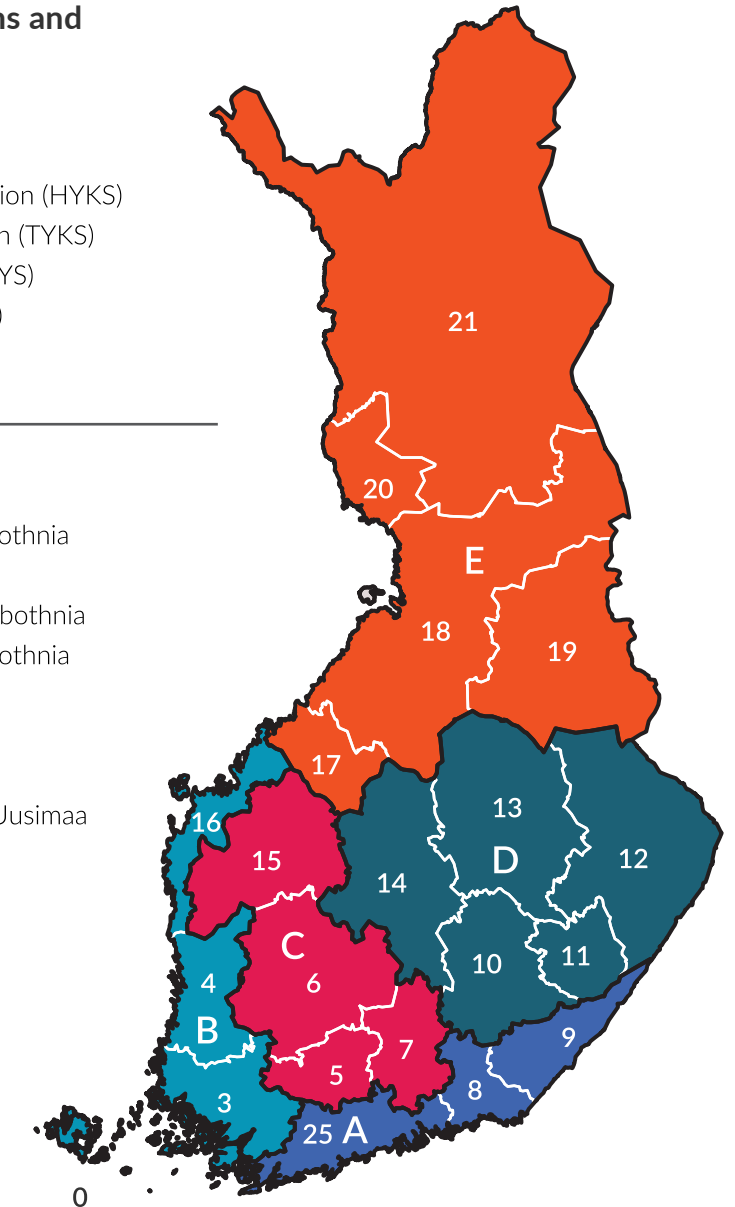 ns and
ion (HYKS)
n (TYKS)
YS)
)
othnia
bothnia
othnia
Uusimaa
21
20
E
18
19
17
16
13
15
D
12
14
C
11
10
6
4
B
9
7
5
8
3
25 A
0